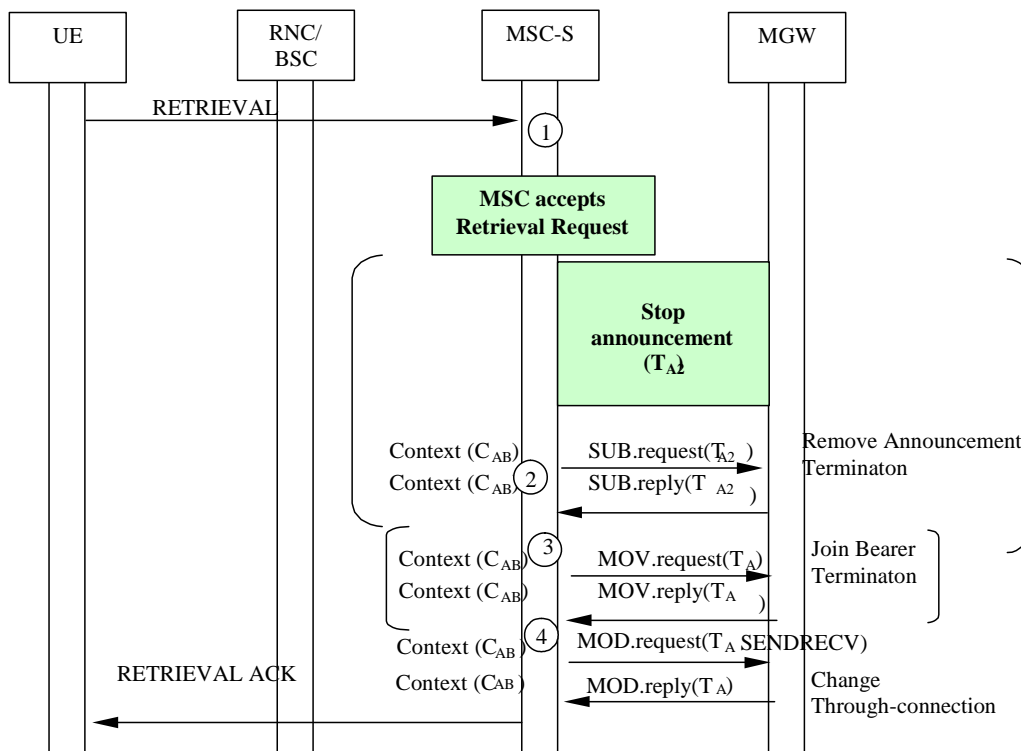 UE
RNC/
BSC
MSC-S
MGW
RETRIEVAL
1
MSC accepts
Retrieval Request
Stop
announcement
(TA2)
Context (CAB)
SUB.request(TA2)
Remove Announcement
Terminaton
2
Context (CAB)
SUB.reply(TA2)
3
Context (CAB)
MOV.request(TA)
Join Bearer
Terminaton
Context (CAB)
MOV.reply(TA)
4
Context (CAB)
MOD.request(TA SENDRECV)
RETRIEVAL ACK
Context (CAB)
MOD.reply(TA)
Change
Through-connection